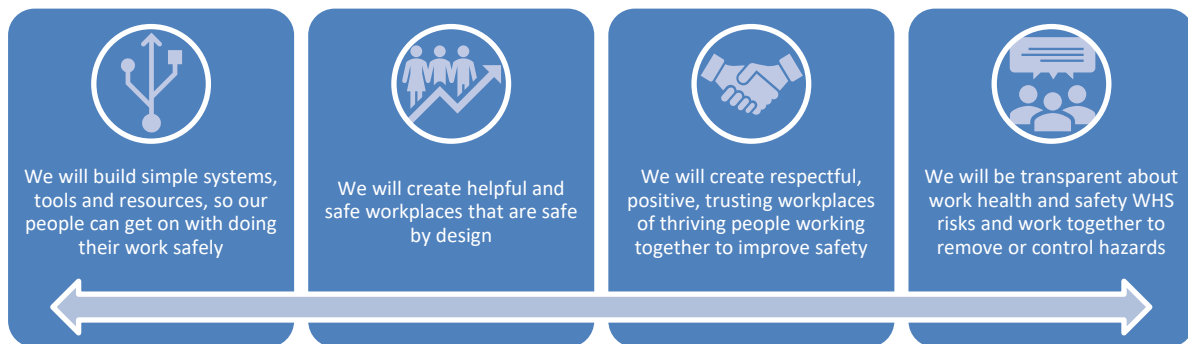 We will build simple systems,
tools and resources, so our
people can get on with doing
their work safely
We will create helpful and
safe workplaces that are safe
by design
We will create respectful,
positive, trusting workplaces
of thriving people working
together to improve safety
We will be transparent about
work health and safety WHS
risks and work together to
remove or control hazards